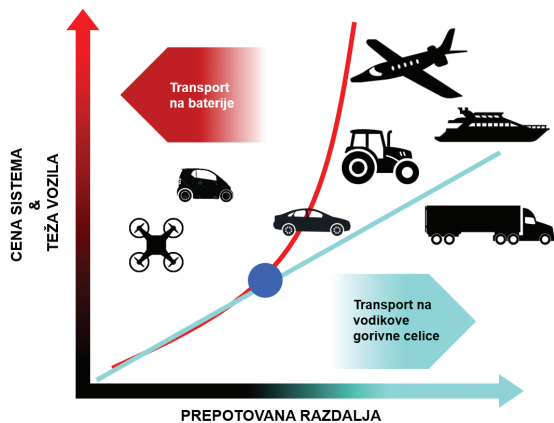 Transport
na baterije
CENA SISTEMA
&
TEŽA VOZILA
Transport na
vodikove
gorivne celice
PREPOTOVANA RAZDALJA